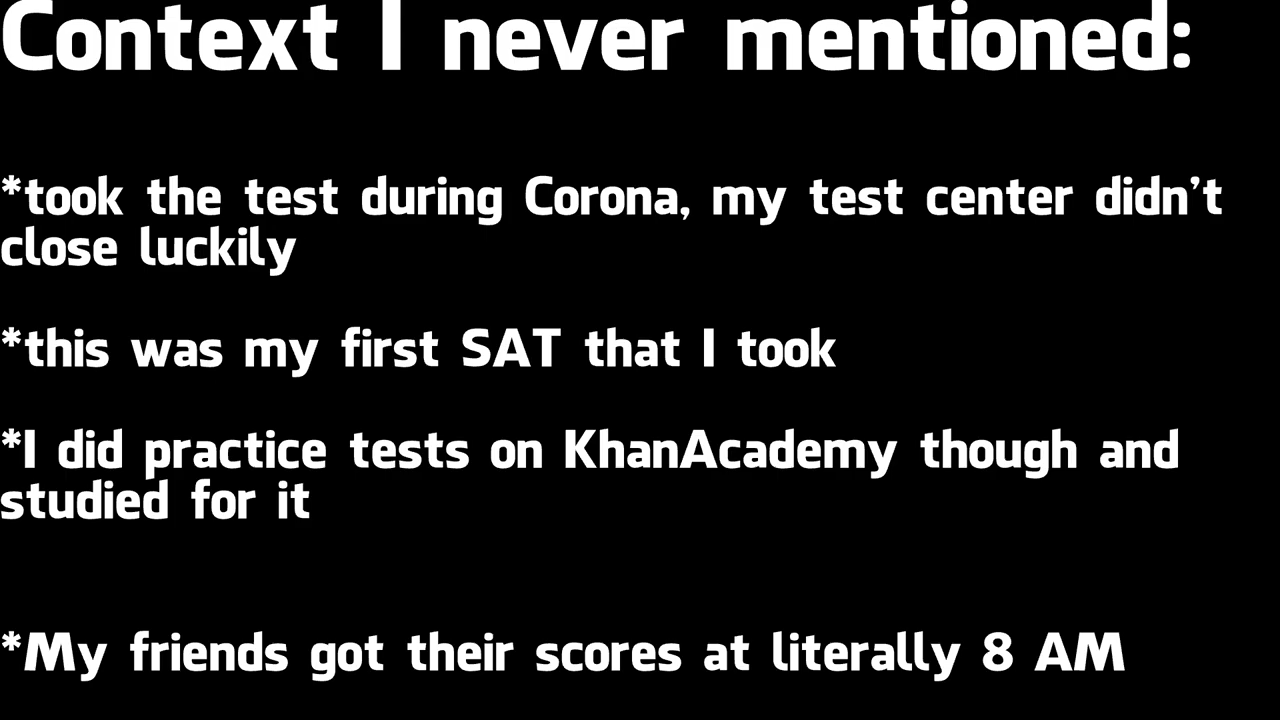 Context I never mentioned:
*took the test during Corona, my test center didn't
close luckily
*this was my first SAT that I took
*I did practice tests on KhanAcademy though and
studied for it
*My friends got their scores at literally 8 AM